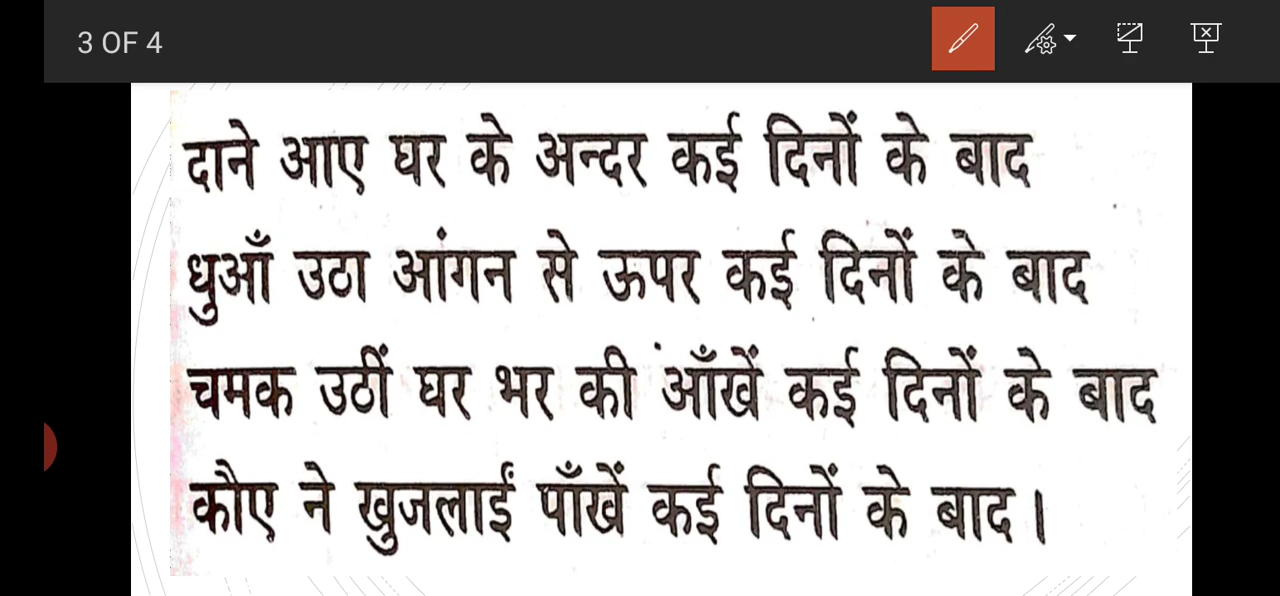 3 OF 4
दाने आए घर के अन्दर कई दिनों के बाद
धुआँ उठा आंगन से ऊपर कई दिनों के बाद
चमक उठीं घर भर की आँखें कई दिनों के बाद
कौए ने खुजलाईं पाँखें कई दिनों के बाद।